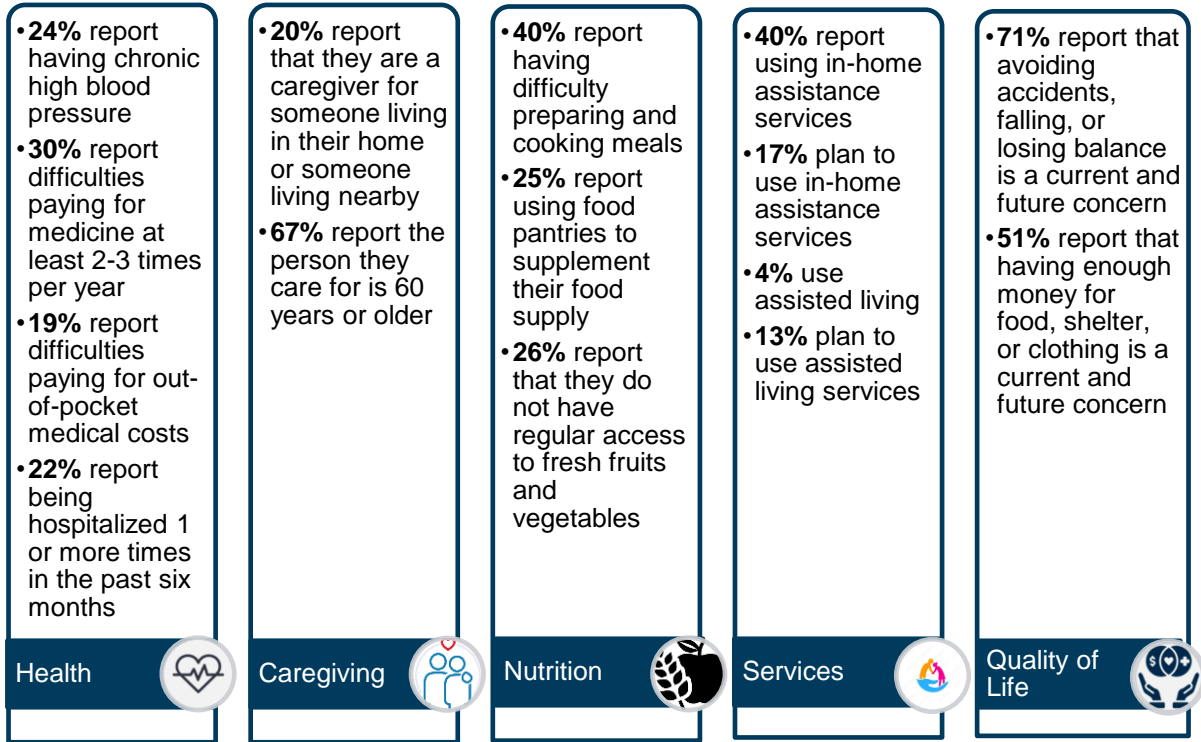 •24% report
having chronic
high blood
pressure
•30% report
difficulties
paying for
medicine at
least 2-3 times
per year
•19% report
difficulties
paying for out-
of-pocket
medical costs
•22% report
being
hospitalized 1
or more times
in the past six
months
Health
•20% report
that they are a
caregiver for
someone living
in their home
or someone
living nearby
•67% report the
person they
care for is 60
years or older
Caregiving
•40% report
having
difficulty
preparing and
cooking meals
•25% report
using food
pantries to
supplement
their food
supply
•26% report
that they do
not have
regular access
to fresh fruits
and
vegetables
Nutrition
•40% report
using in-home
assistance
services
•17% plan to
use in-home
assistance
services
•4% use
assisted living
•13% plan to
use assisted
living services
Services
•71% report that
avoiding
accidents,
falling, or
losing balance
is a current and
future concern
•51% report that
having enough
money for
food, shelter,
or clothing is a
current and
future concern
Quality of
Life